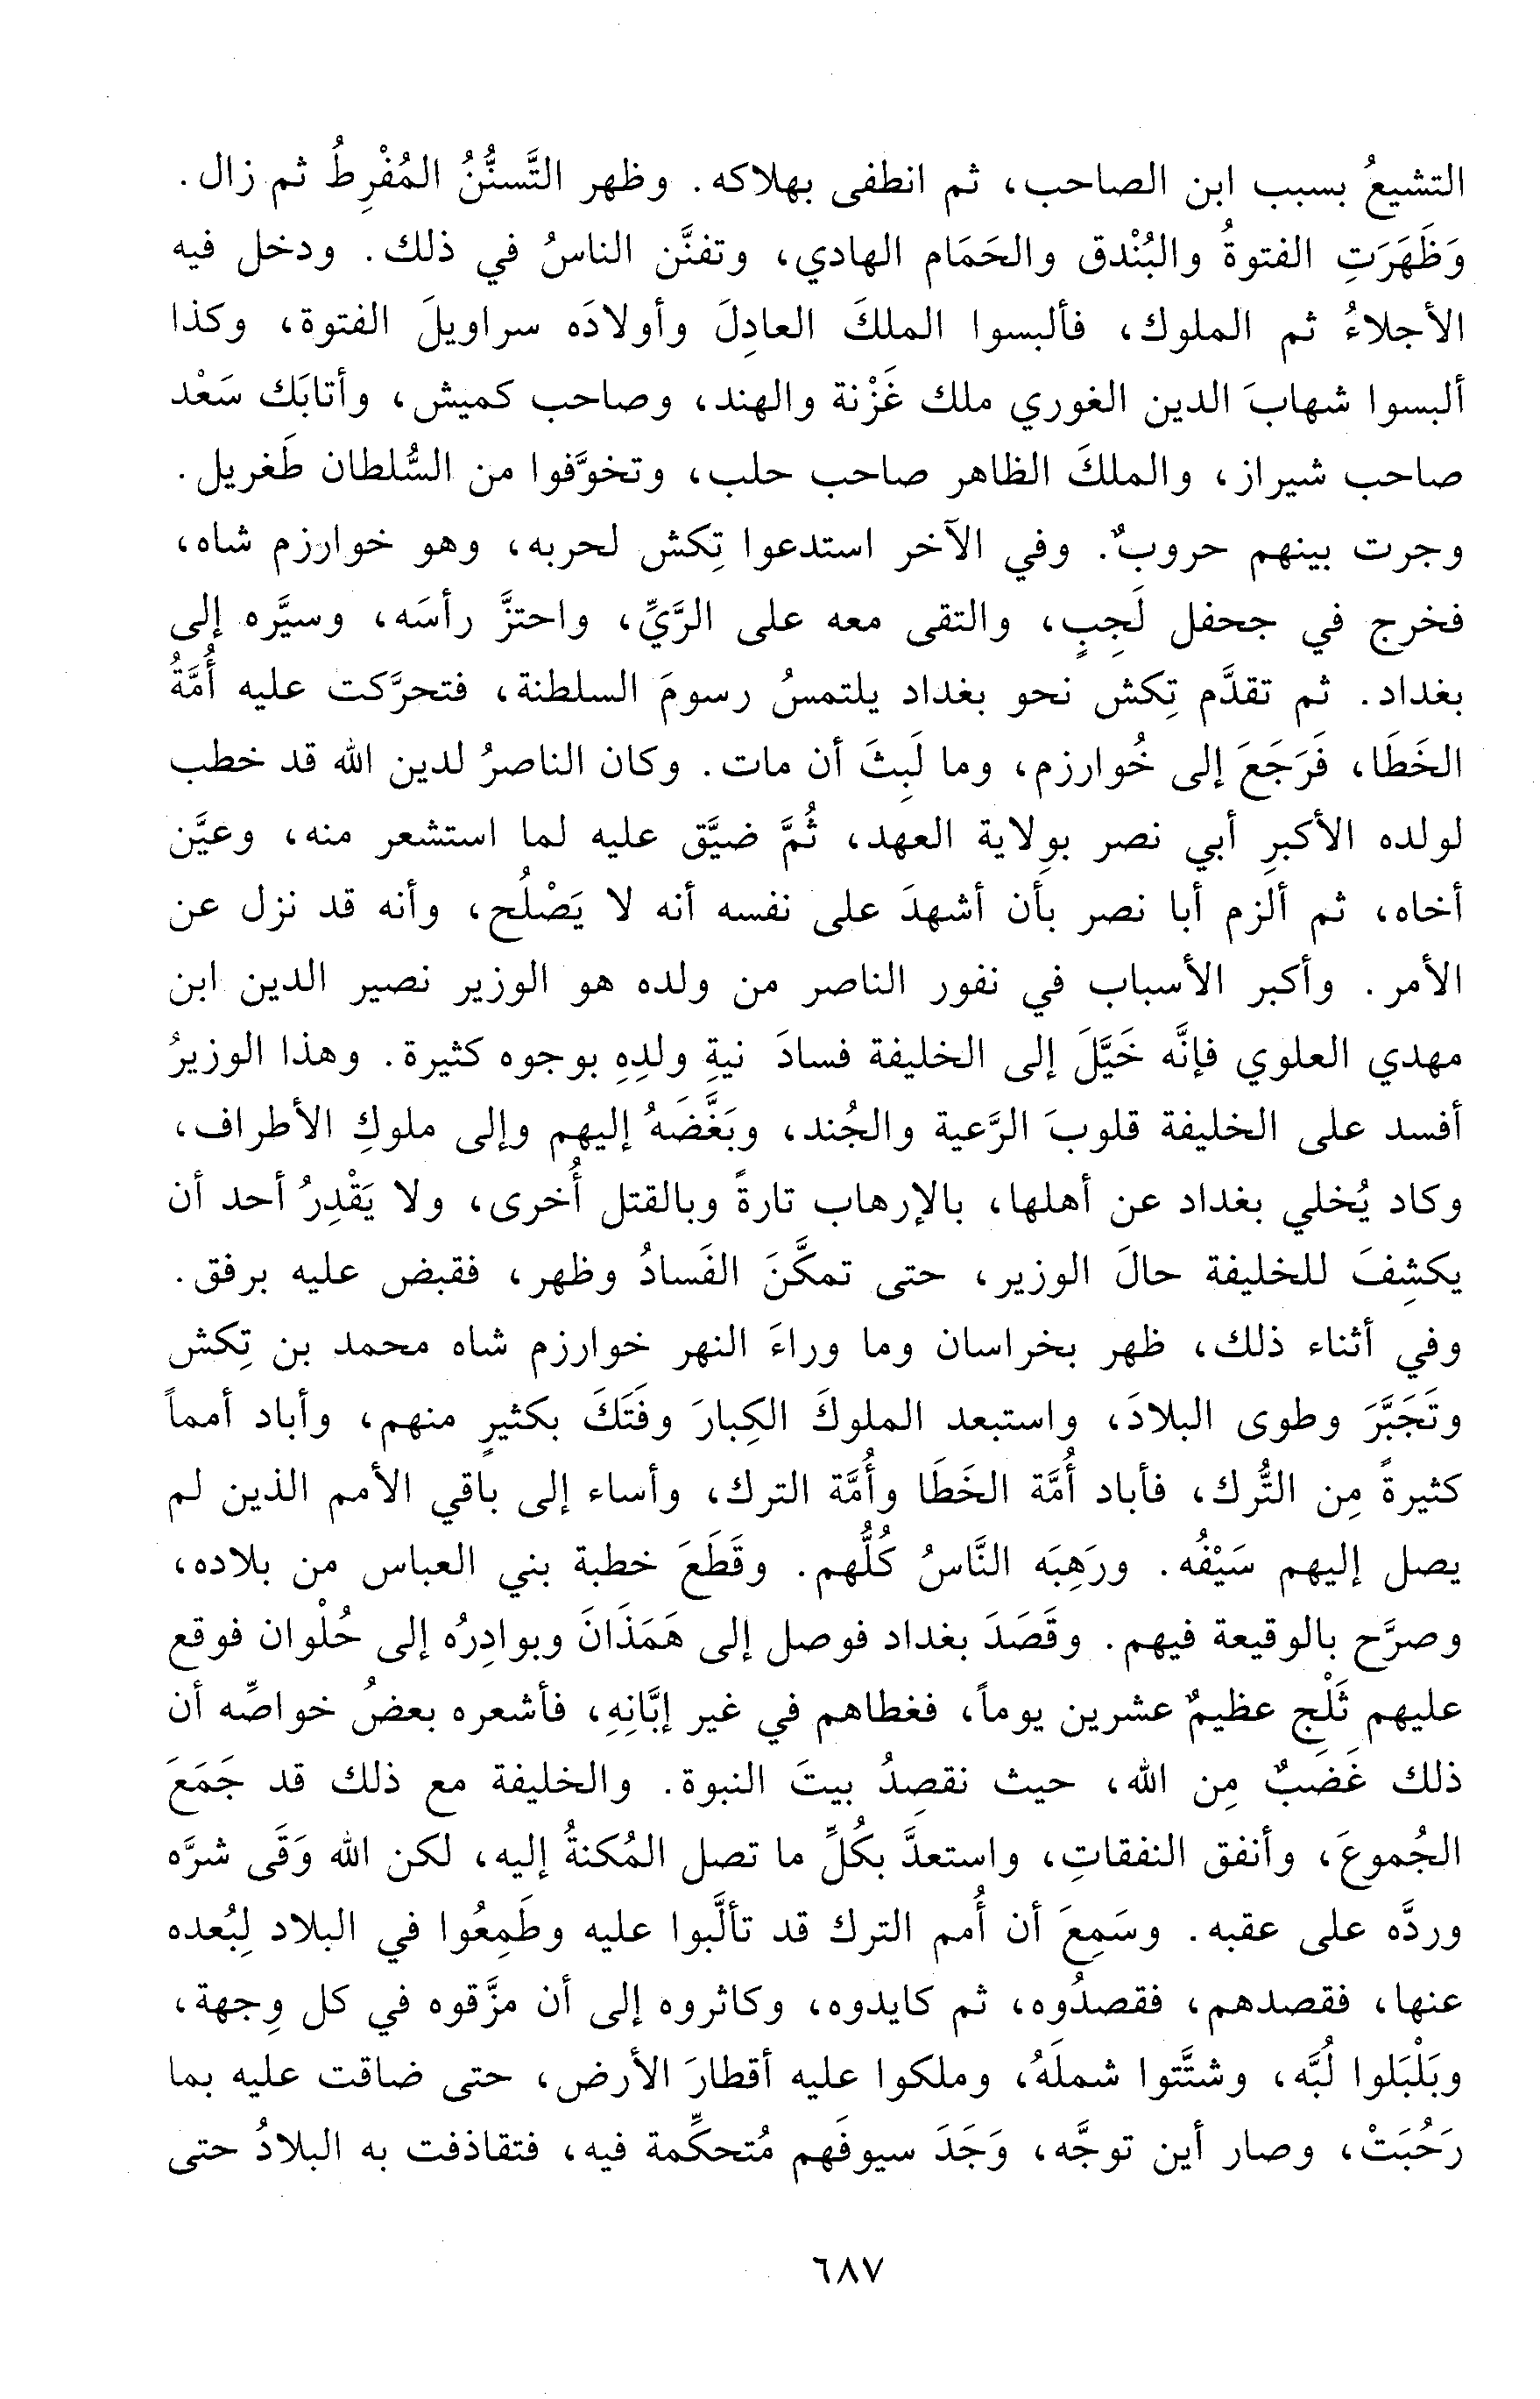 التشيعُ بسبب ابن الصاحب، ثم انطفى بهلاكه. وظهر التَّسنُّنُ المُفْرِطُ ثم زال.
وَظَهَرَتِ الفتوةُ والبُنْدق والحَمَام الهادي، وتفنَّن الناسُ في ذلك. ودخل فيه
الأجلاءُ ثم الملوك، فألبسوا الملكَ العادِلَ وأولادَه سراويلَ الفتوة، وكذا
ألبسوا شهابَ الدين الغوري ملك غَزْنة والهند، وصاحب كميش، وأتابَك سَعْد
صاحب شيراز، والملكَ الظاهر صاحب حلب، وتخوَّفوا من السُّلطان طَغريل.
وجرت بينهم حروبٌ. وفي الآخر استدعوا تِكش لحربه، وهو خوارزم شاه،
فخرج في جحفل لَجِبٍ، والتقى معه على الرَّيِّ، واحتزَّ رأسَه، وسيَّره إلى
بغداد. ثم تقدَّم تِكش نحو بغداد يلتمسُ رسومَ السلطنة، فتحرَّكت عليه أُمَّةُ
الخَطَا، فَرَجَعَ إلى خُوارزم، وما لَبِثَ أن مات. وكان الناصرُ لدين الله قد خطب
لولده الأكبرِ أبي نصر بوِلاية العهد، ثُمَّ ضيَّق عليه لما استشعر منه، وعيَّن
أخاه، ثم ألزم أبا نصر بأن أشهدَ على نفسه أنه لا يَصْلُح، وأنه قد نزل عن
الأمر. وأكبر الأسباب في نفور الناصر من ولده هو الوزير نصير الدين ابن
مهدي العلوي فإنَّه خَيَّلَ إلى الخليفة فسادَ نيةِ ولدِهِ بوجوه كثيرة. وهذا الوزيرُ
أفسد على الخليفة قلوبَ الرَّعية والجُند، وبَغَّضَهُ إليهم وإلى ملوكِ الأطراف،
وكاد يُخلي بغداد عن أهلها، بالإرهاب تارةً وبالقتل أُخرى، ولا يَقْدِرُ أحد أن
يكشِفَ للخليفة حالَ الوزير، حتى تمكَّنَ الفَسادُ وظهر، فقبض عليه برفق.
وفي أثناء ذلك، ظهر بخراسان وما وراءَ النهر خوارزم شاه محمد بن تِكش
وتَجَبَّرَ وطوى البلادَ، واستبعد الملوكَ الكِبارَ وفَتَكَ بكثيرٍ منهم، وأباد أمماً
كثيرةً مِن التُّرك، فأباد أُمَّة الخَطَا وأُمَّة الترك، وأساء إلى باقي الأمم الذين لم
يصل إليهم سَيْفُه. ورَهِبَه النَّاسُ كُلُّهم. وقَطَعَ خطبة بني العباس من بلاده،
وصرَّح بالوقيعة فيهم. وقَصَدَ بغداد فوصل إلى هَمَذَانَ وبوادِرُه إلى حُلْوان فوقع
عليهم ثَلْج عظيمٌ عشرين يوماً، فغطاهم في غير إبَّانِهِ، فأشعره بعضُ خواصِّه أن
ذلك غَضَبٌ مِن الله، حيث نقصِدُ بيتَ النبوة. والخليفة مع ذلك قد جَمَعَ
الجُموعَ، وأنفق النفقاتِ، واستعدَّ بكُلِّ ما تصل المُكنةُ إليه، لكن الله وَقَى شرَّه
وردَّه على عقبه. وسَمِعَ أن أُمم الترك قد تألَّبوا عليه وطَمِعُوا في البلاد لِبُعده
عنها، فقصدهم، فقصدُوه، ثم كايدوه، وكاثروه إلى أن مزَّقوه في كل وِجهة،
وبَلْبَلوا لُبَّه، وشتَّتوا شملَهُ، وملكوا عليه أقطارَ الأرض، حتى ضاقت عليه بما
رَحُبَتْ، وصار أين توجَّه، وَجَدَ سيوفَهم مُتحكِّمة فيه، فتقاذفت به البلادُ حتى
٦٨٧